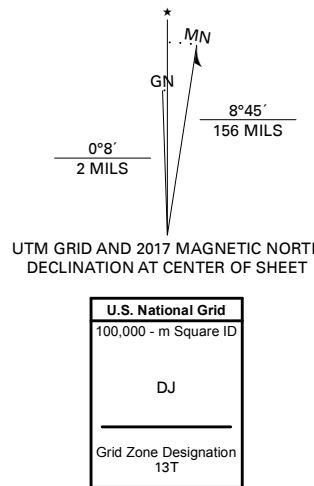 ★
MN
GN
8°45´
156 MILS
0°8´
2 MILS
UTM GRID AND 2017 MAGNETIC NORTH
DECLINATION AT CENTER OF SHEET
U.S. National Grid
100,000 - m Square ID
DJ
Grid Zone Designation
13T